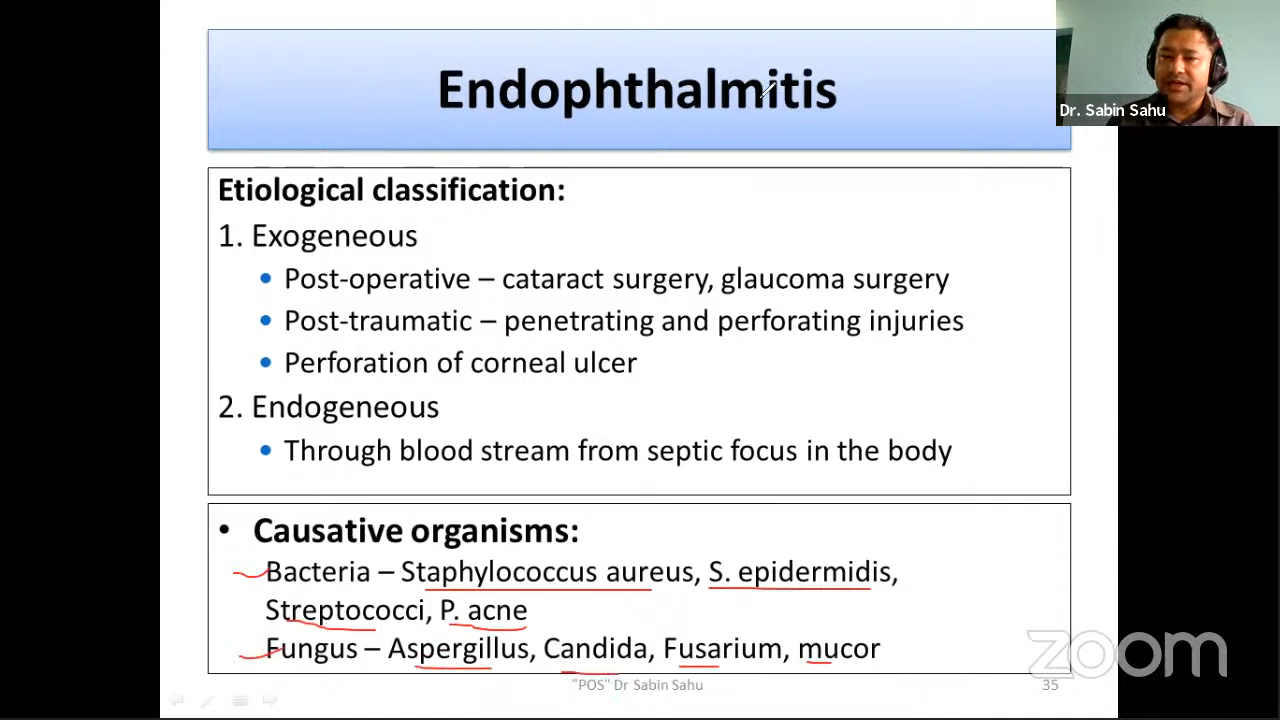 Endophthalmitis
Dr. Sabin Sahu
Etiological classification:
1. Exogeneous
• Post-operative – cataract surgery, glaucoma surgery
• Post-traumatic – penetrating and perforating injuries
• Perforation of corneal ulcer
2. Endogeneous
• Through blood stream from septic focus in the body
• Causative organisms:
Bacteria – Staphylococcus aureus, S. epidermidis,
Streptococci, P. acne
Fungus – Aspergillus, Candida, Fusarium, mucor
zoom
"POS" Dr Sabin Sahu
35